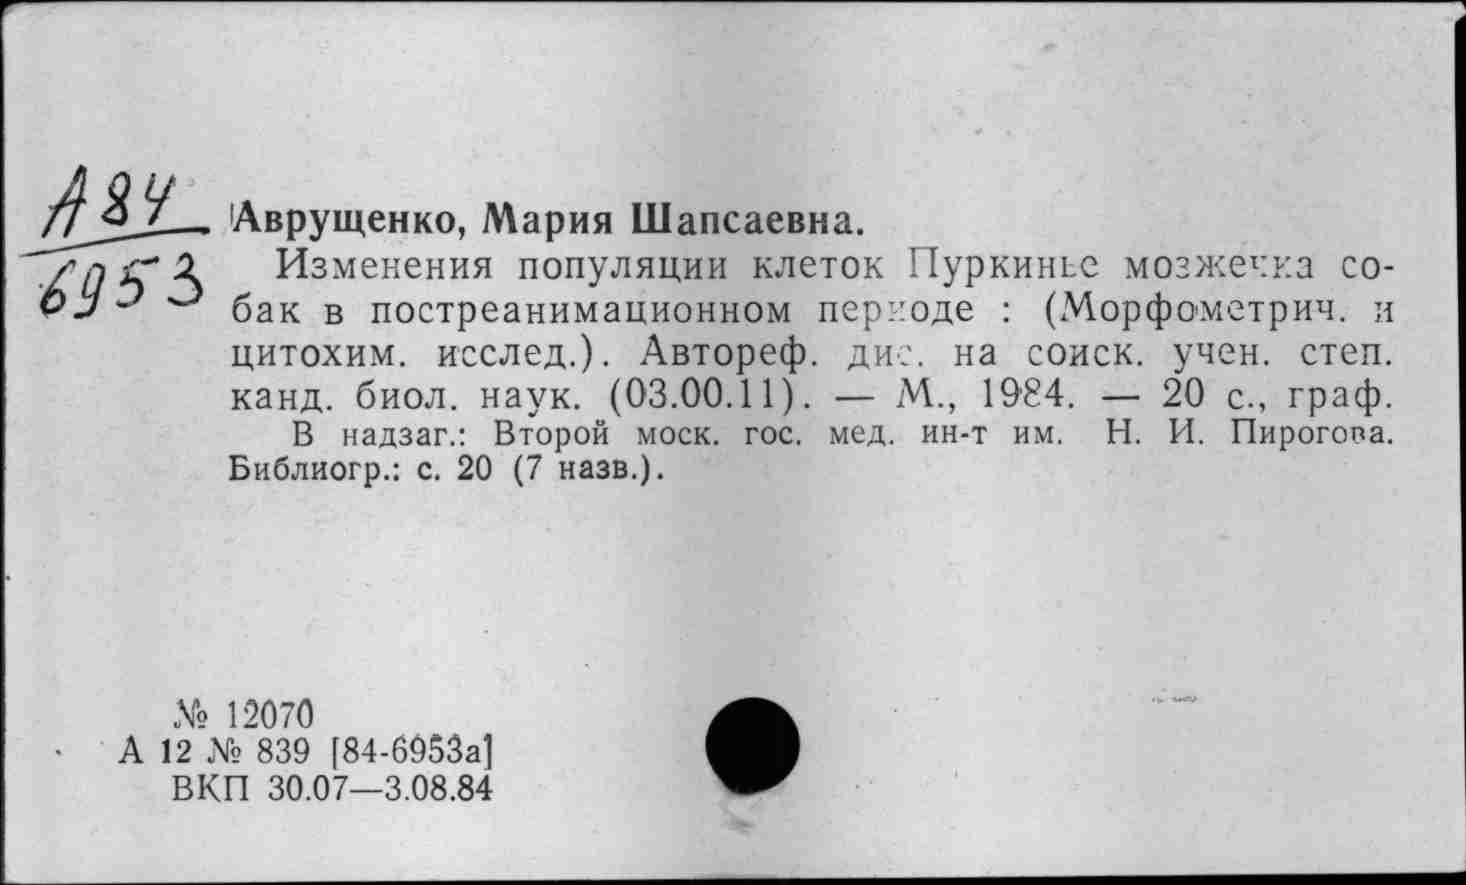 А84
6953
Аврущенко, Мария Шапсаевна.
Изменения популяции клеток Пуркинье мозжечка со-
бак в постреанимационном периоде : (Морфометрич. и
цитохим. исслед.). Автореф. дис. на соиск. учен. степ.
канд. биол. наук. (03.00.11). — М., 1984. — 20 с., граф.
В надзаг.: Второй моск. гос. мед. ин-т им. Н. И. Пирогова.
Библиогр.: с. 20 (7 назв.).
№ 12070
А 12 № 839 [84-6953а]
ВКП 30.07—3.08.84